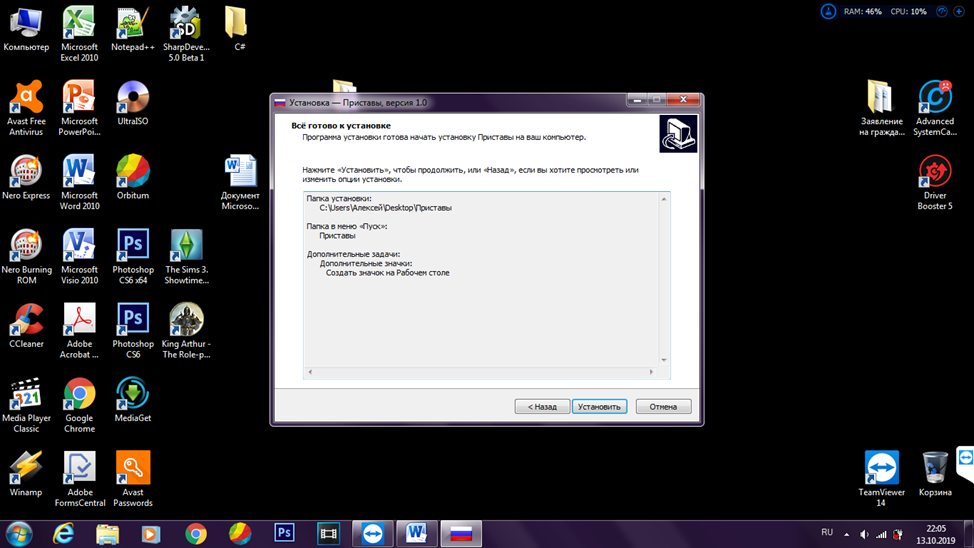 RAM: 46%
CPU: 10%
Компьютер
Microsoft
Excel 2010
Notepad++
SharpDeve...
5.0 Beta 1
C#
Avast Free
Antivirus
Microsoft
PowerPoi...
UltraISO
Nero Express
Microsoft
Word 2010
Orbitum
Документ
Microso...
Nero Burning
ROM
Microsoft
Visio 2010
Photoshop
CS6 x64
The Sims 3.
Showtime...
CCleaner
Adobe
Acrobat ...
Photoshop
CS6
King Arthur -
The Role-p...
Media Player
Classic
Google
Chrome
MediaGet
Winamp
Adobe
FormsCentral
Avast
Passwords
Установка — Приставы, версия 1.0
Всё готово к установке
Программа установки готова начать установку Приставы на ваш компьютер.
Нажмите «Установить», чтобы продолжить, или «Назад», если вы хотите просмотреть или
изменить опции установки.
Папка установки:
C:\Users\Алексей\Desktop\Приставы
Папка в меню «Пуск»:
Приставы
Дополнительные задачи:
Дополнительные значки:
Создать значок на Рабочем столе
< Назад
Установить
Отмена
Заявление
на гражда...
Advanced
SystemCa...
Driver
Booster 5
TeamViewer
14
Корзина
RU
22:05
13.10.2019